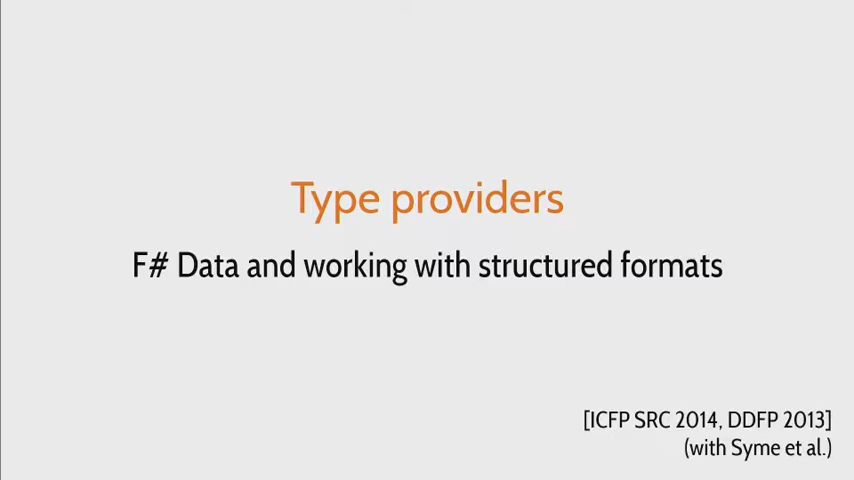 Type providers
F# Data and working with structured formats
[ICFP SRC 2014, DDFP 2013]
(with Syme et al.)